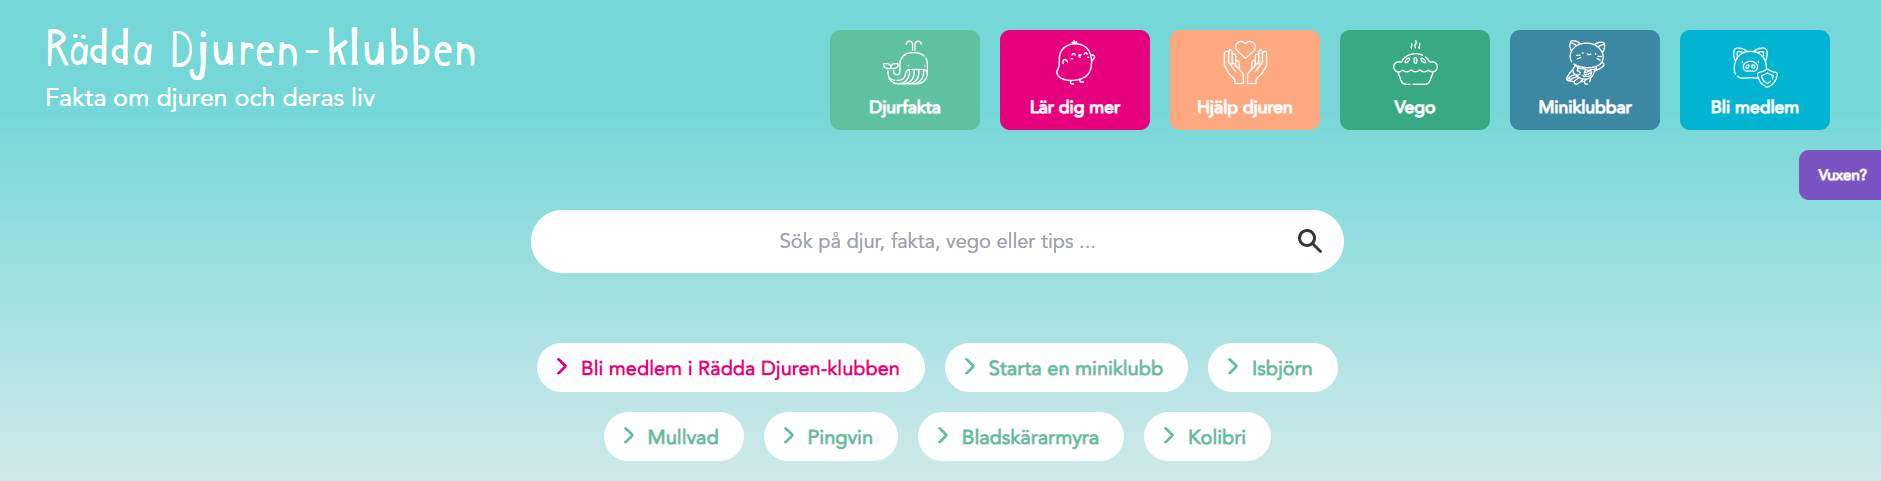 Rädda Djuren-klubben
Fakta om djuren och deras liv
Djurfakta
Lär dig mer
Hjälp djuren
Vego
Miniklubbar
Bli medlem
Vuxen?
Sök på djur, fakta, vego eller tips ...
Bli medlem i Rädda Djuren-klubben
Starta en miniklubb
Isbjörn
Mullvad
Pingvin
Bladskärarmyra
Kolibri